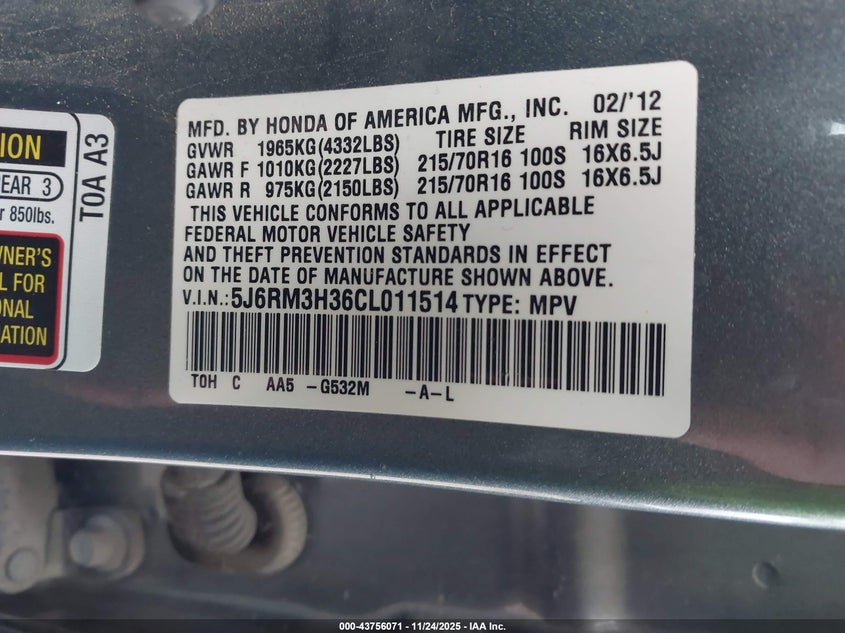 ION
EAR 3
r 850lbs.
WNER'S
L FOR
ONAL
MATION
T0A A3
MFD. BY HONDA OF AMERICA MFG., INC. 02/'12
GVWR 1965KG(4332LBS) TIRE SIZE RIM SIZE
GAWR F 1010KG(2227LBS) 215/70R16 100S 16X6.5J
GAWR R 975KG(2150LBS) 215/70R16 100S 16X6.5J
THIS VEHICLE CONFORMS TO ALL APPLICABLE
FEDERAL MOTOR VEHICLE SAFETY
AND THEFT PREVENTION STANDARDS IN EFFECT
ON THE DATE OF MANUFACTURE SHOWN ABOVE.
V.I.N.: 5J6RM3H36CL011514 TYPE: MPV
T0H C AA5 -G532M -A-L
000-43756071 - 11/24/2025 - IAA Inc.